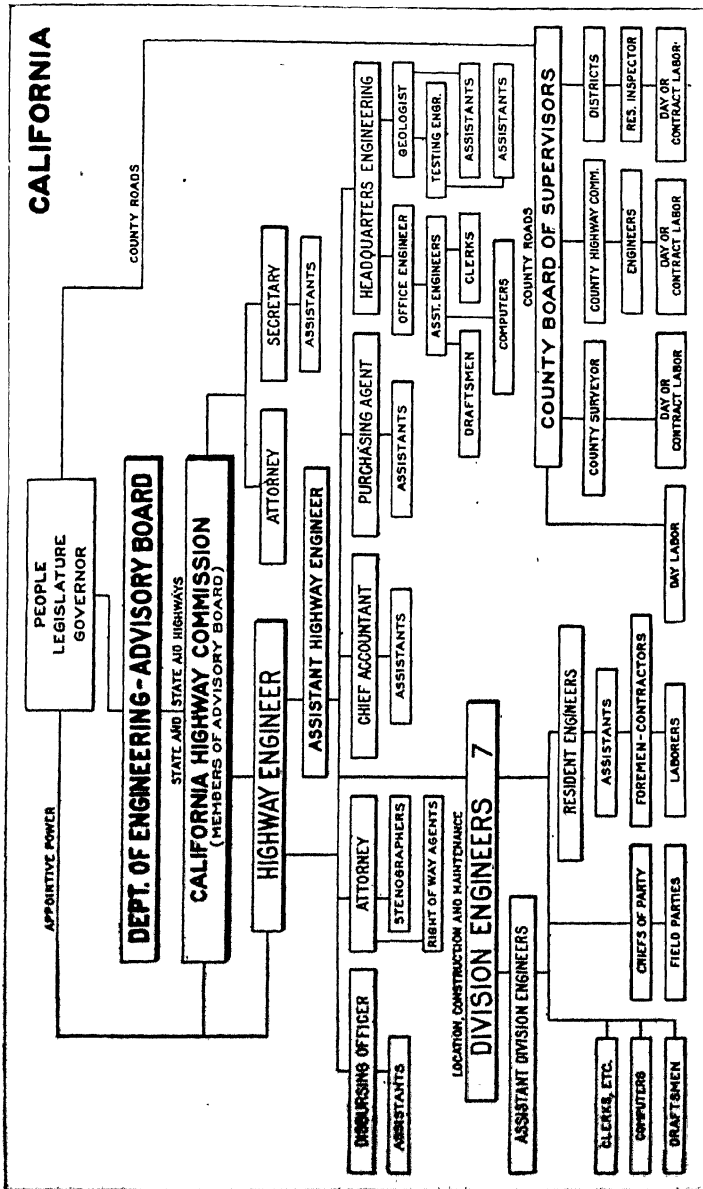 CALIFORNIA
PEOPLE
LEGISLATURE
GOVERNOR
APPOINTIVE POWER
COUNTY ROADS
DEPT. OF ENGINEERING-ADVISORY BOARD
STATE AND STATE AID HIGHWAYS
CALIFORNIA HIGHWAY COMMISSION
(MEMBERS OF ADVISORY BOARD)
HIGHWAY ENGINEER
ATTORNEY
SECRETARY
ASSISTANTS
ASSISTANT HIGHWAY ENGINEER
DISBURSING OFFICER
ASSISTANTS
ATTORNEY
STENOGRAPHERS
RIGHT OF WAY AGENTS
CHIEF ACCOUNTANT
ASSISTANTS
PURCHASING AGENT
ASSISTANTS
HEADQUARTERS ENGINEERING
OFFICE ENGINEER
GEOLOGIST
ASST. ENGINEERS
TESTING ENGR.
DRAFTSMEN
CLERKS
ASSISTANTS
COMPUTERS
ASSISTANTS
LOCATION, CONSTRUCTION AND MAINTENANCE
DIVISION ENGINEERS 7
ASSISTANT DIVISION ENGINEERS
CLERKS, ETC.
COMPUTERS
DRAFTSMEN
CHIEFS OF PARTY
FIELD PARTIES
RESIDENT ENGINEERS
ASSISTANTS
FOREMEN-CONTRACTORS
LABORERS
COUNTY ROADS
COUNTY BOARD OF SUPERVISORS
DAY LABOR
COUNTY SURVEYOR
DAY OR
CONTRACT LABOR
COUNTY HIGHWAY COMM.
ENGINEERS
DAY OR
CONTRACT LABOR
DISTRICTS
RES. INSPECTOR
DAY OR
CONTRACT LABOR.